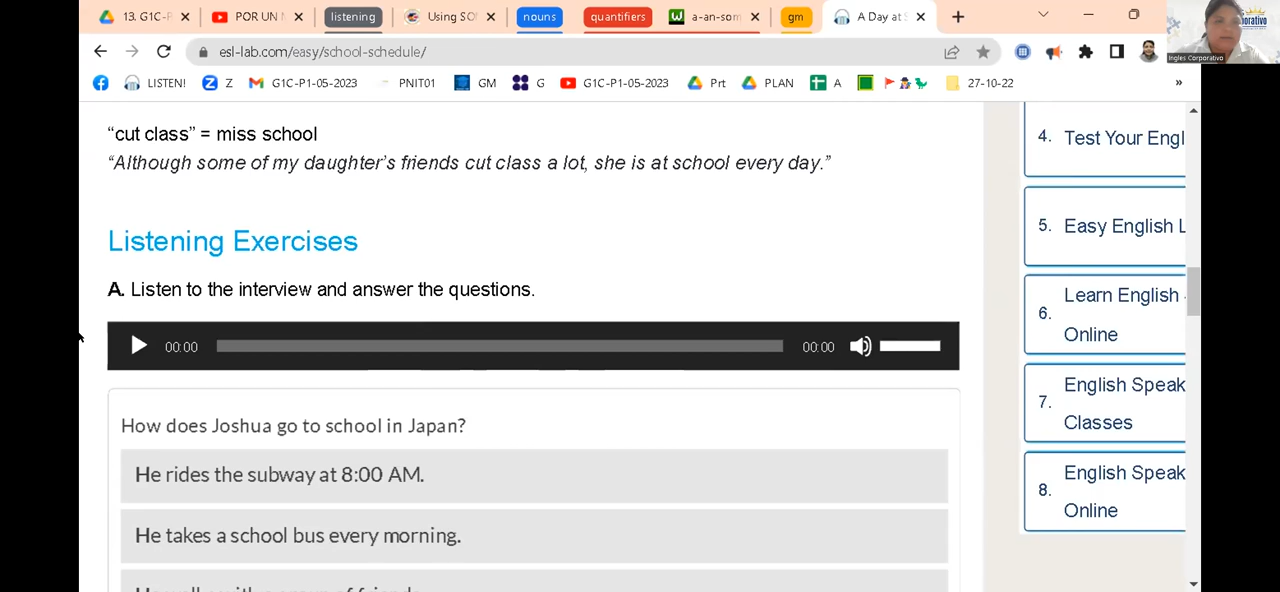 13. G1C-P
POR UN M
listening
Using SO
nouns
quantifiers
a-an-som
gm
A Day at S
esl-lab.com/easy/school-schedule/
Ingles Corporativo
LISTEN!
Z
G1C-P1-05-2023
PNIT01
GM
G
G1C-P1-05-2023
Prt
PLAN
A
27-10-22
»
“cut class” = miss school
“Although some of my daughter’s friends cut class a lot, she is at school every day.”
Listening Exercises
A. Listen to the interview and answer the questions.
00:00
00:00
How does Joshua go to school in Japan?
He rides the subway at 8:00 AM.
He takes a school bus every morning.
4. Test Your Engl
5. Easy English L
6. Learn English
Online
7. English Speak
Classes
8. English Speak
Online